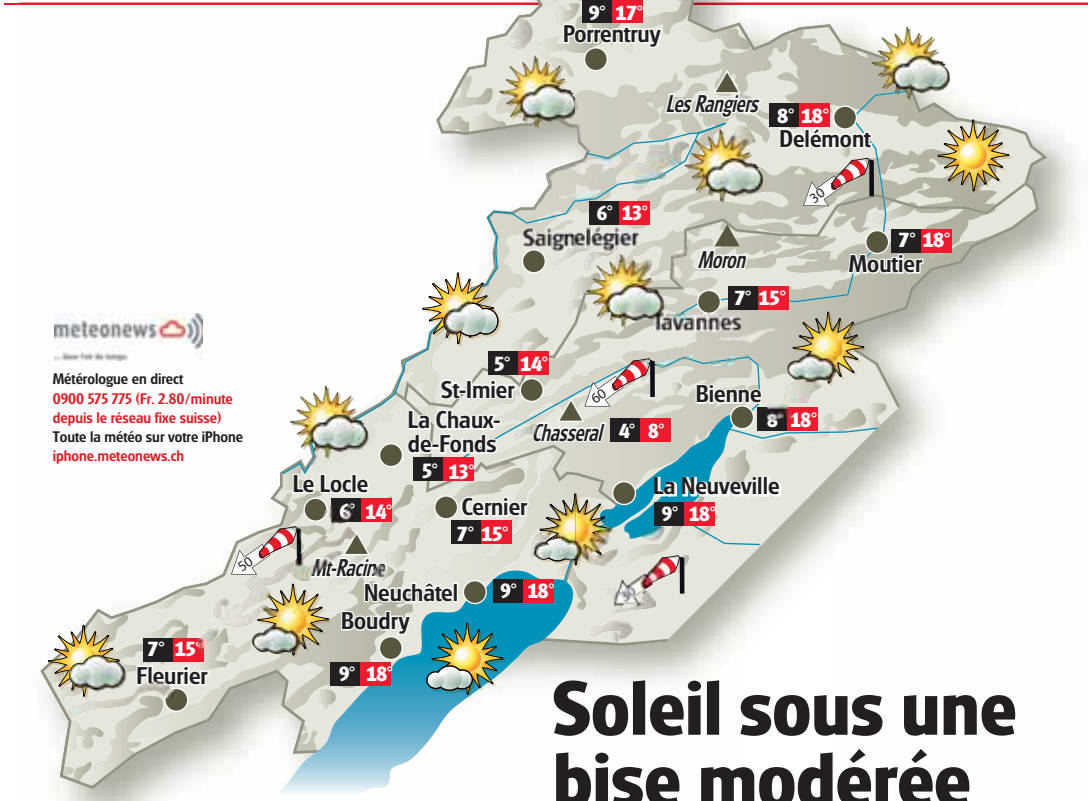 9° 17°
Porrentruy
Les Rangiers
8° 18°
Delémont
30
6° 13°
Saignelégier
Moron
7° 18°
Moutier
7° 15°
Tavannes
meteonews
Météorologue en direct
0900 575 775 (Fr. 2.80/minute
depuis le réseau fixe suisse)
Toute la météo sur votre iPhone
iphone.meteonews.ch
5° 14°
St-Imier
60
Bienne
8° 18°
Chasseral 4° 8°
La Chaux-
de-Fonds
5° 13°
Le Locle
6° 14°
Cernier
7° 15°
La Neuveville
9° 18°
50
Mt-Racine
Neuchâtel 9° 18°
Boudry
9° 18°
7° 15°
Fleurier
Soleil sous une
bise modérée